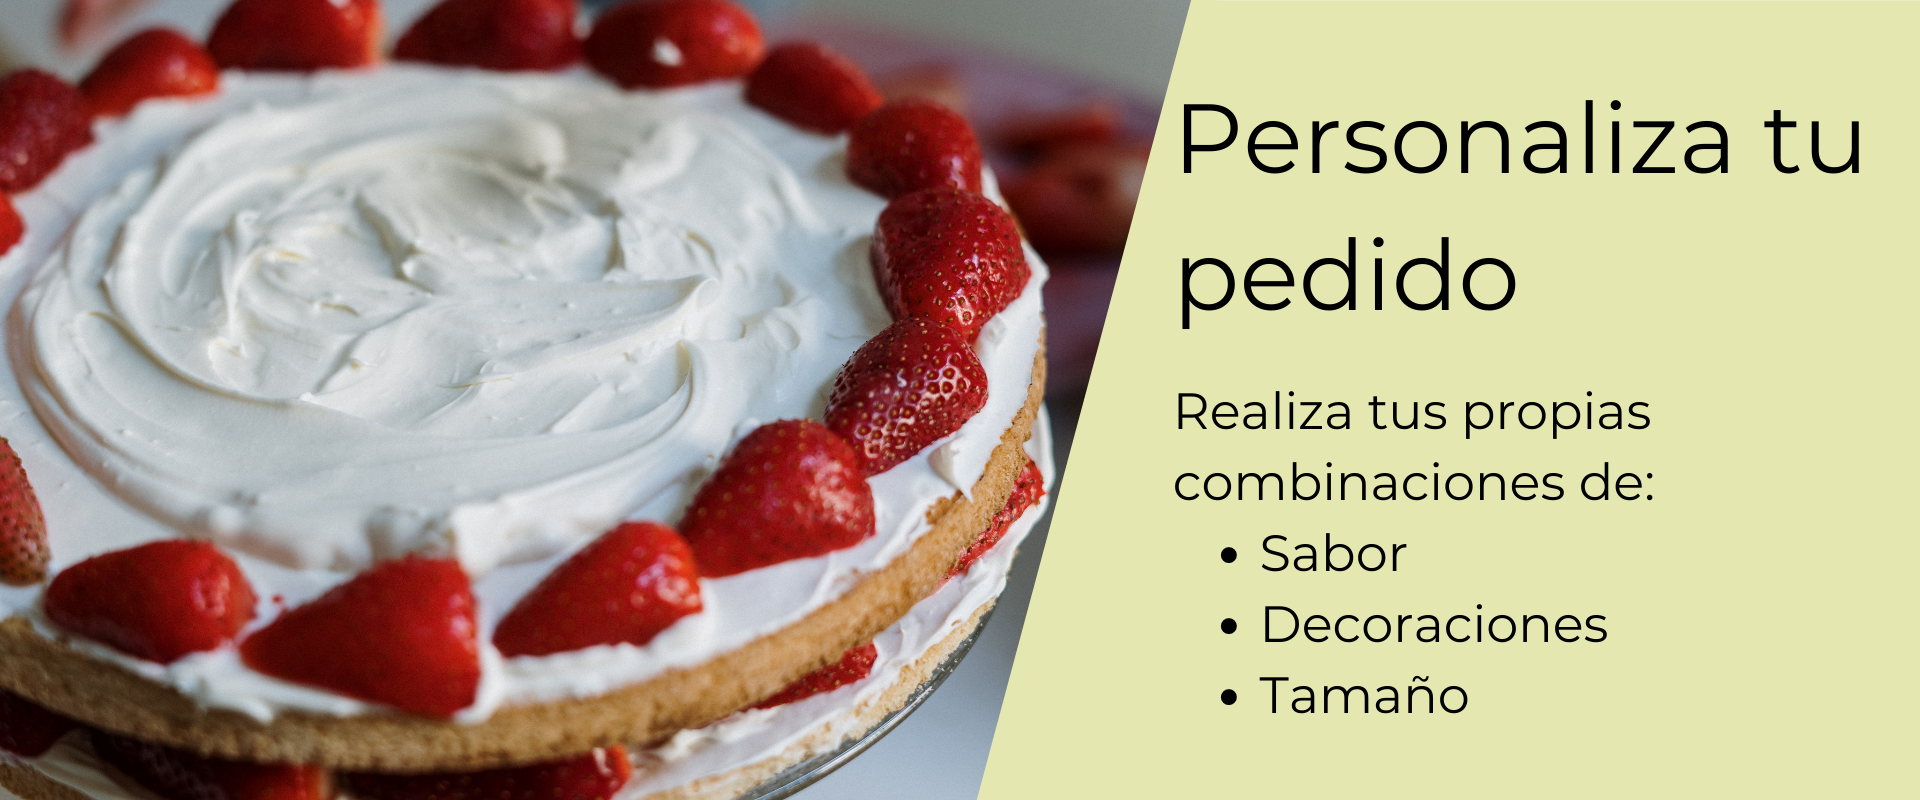 Personaliza tu
pedido
Realiza tus propias
combinaciones de:
• Sabor
• Decoraciones
• Tamaño